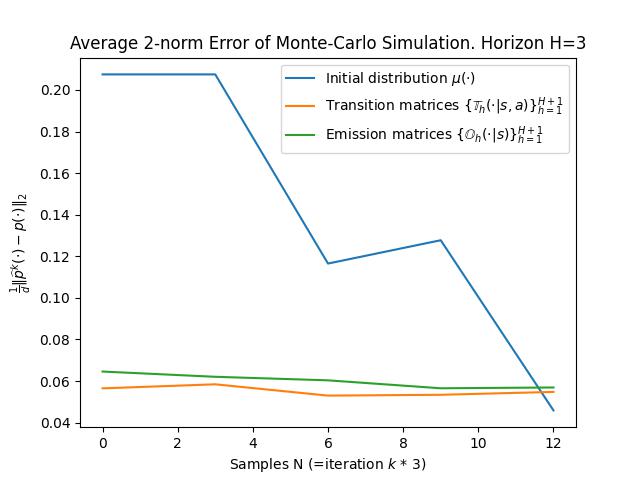 Average 2-norm Error of Monte-Carlo Simulation. Horizon H=3
Initial distribution μ(·)
Transition matrices {𝕋ₕ(·|s, a)}ₕ₌₁ᴴ⁺¹
Emission matrices {𝕆ₕ(·|s)}ₕ₌₁ᴴ⁺¹
0.20
0.18
0.16
0.14
0.12
0.10
0.08
0.06
0.04
1/d ‖p̂ᵏ(·) − p(·)‖₂
0 2 4 6 8 10 12
Samples N (=iteration k * 3)